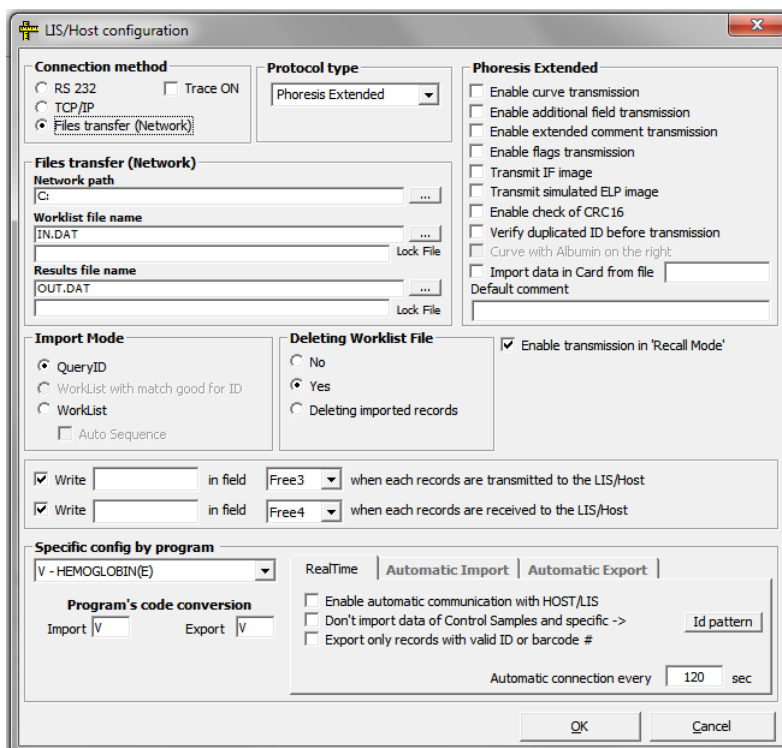 LIS/Host configuration
Connection method
RS 232
Trace ON
TCP/IP
Files transfer (Network)
Protocol type
Phoresis Extended
Phoresis Extended
Enable curve transmission
Enable additional field transmission
Enable extended comment transmission
Enable flags transmission
Transmit IF image
Transmit simulated ELP image
Enable check of CRC16
Verify duplicated ID before transmission
Curve with Albumin on the right
Import data in Card from file
Default comment
Files transfer (Network)
Network path
C:
...
Worklist file name
IN.DAT
...
Lock File
Results file name
OUT.DAT
...
Lock File
Import Mode
QueryID
WorkList with match good for ID
WorkList
Auto Sequence
Deleting Worklist File
No
Yes
Deleting imported records
Enable transmission in 'Recall Mode'
Write in field Free3 when each records are transmitted to the LIS/Host
Write in field Free4 when each records are received to the LIS/Host
Specific config by program
V - HEMOGLOBIN(E)
Program's code conversion
Import V Export V
RealTime Automatic Import Automatic Export
Enable automatic communication with HOST/LIS
Don't import data of Control Samples and specific ->
Id pattern
Export only records with valid ID or barcode #
Automatic connection every 120 sec
OK Cancel